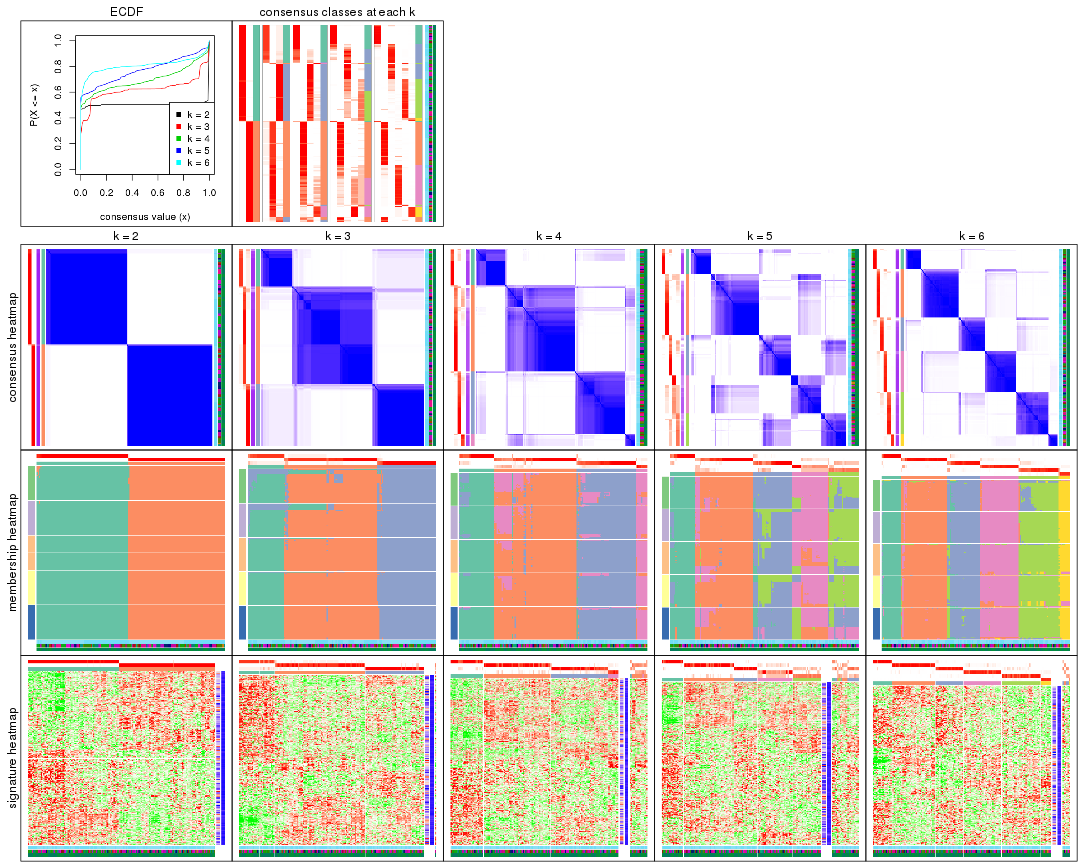 ECDF
consensus classes at each k
P(X <= x)
1.0
0.8
0.6
0.4
0.2
0.0
k = 2
k = 3
k = 4
k = 5
k = 6
0.0 0.2 0.4 0.6 0.8 1.0
consensus value (x)
k = 2
k = 3
k = 4
k = 5
k = 6
consensus heatmap
membership heatmap
signature heatmap